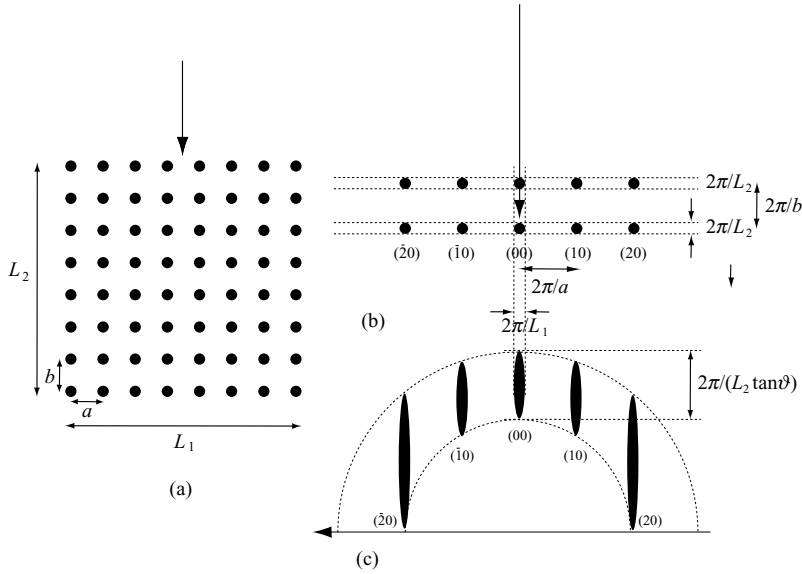 L₂
b
a
L₁
(a)
2π/L₂
2π/b
2π/L₂
(2̄0) (1̄0) (00) (10) (20)
2π/a
(b)
2π/L₁
2π/(L₂ tanϑ)
(00)
(1̄0) (10)
(2̄0) (20)
(c)